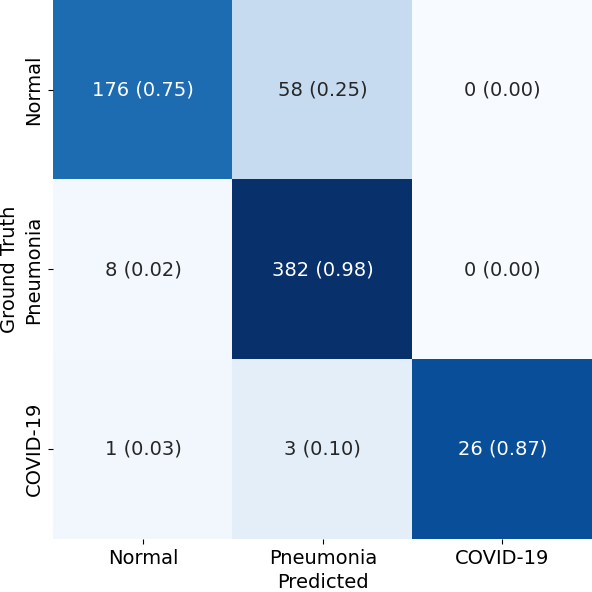 Ground Truth
Normal
176 (0.75) 58 (0.25) 0 (0.00)
Pneumonia
8 (0.02) 382 (0.98) 0 (0.00)
COVID-19
1 (0.03) 3 (0.10) 26 (0.87)
Normal Pneumonia COVID-19
Predicted